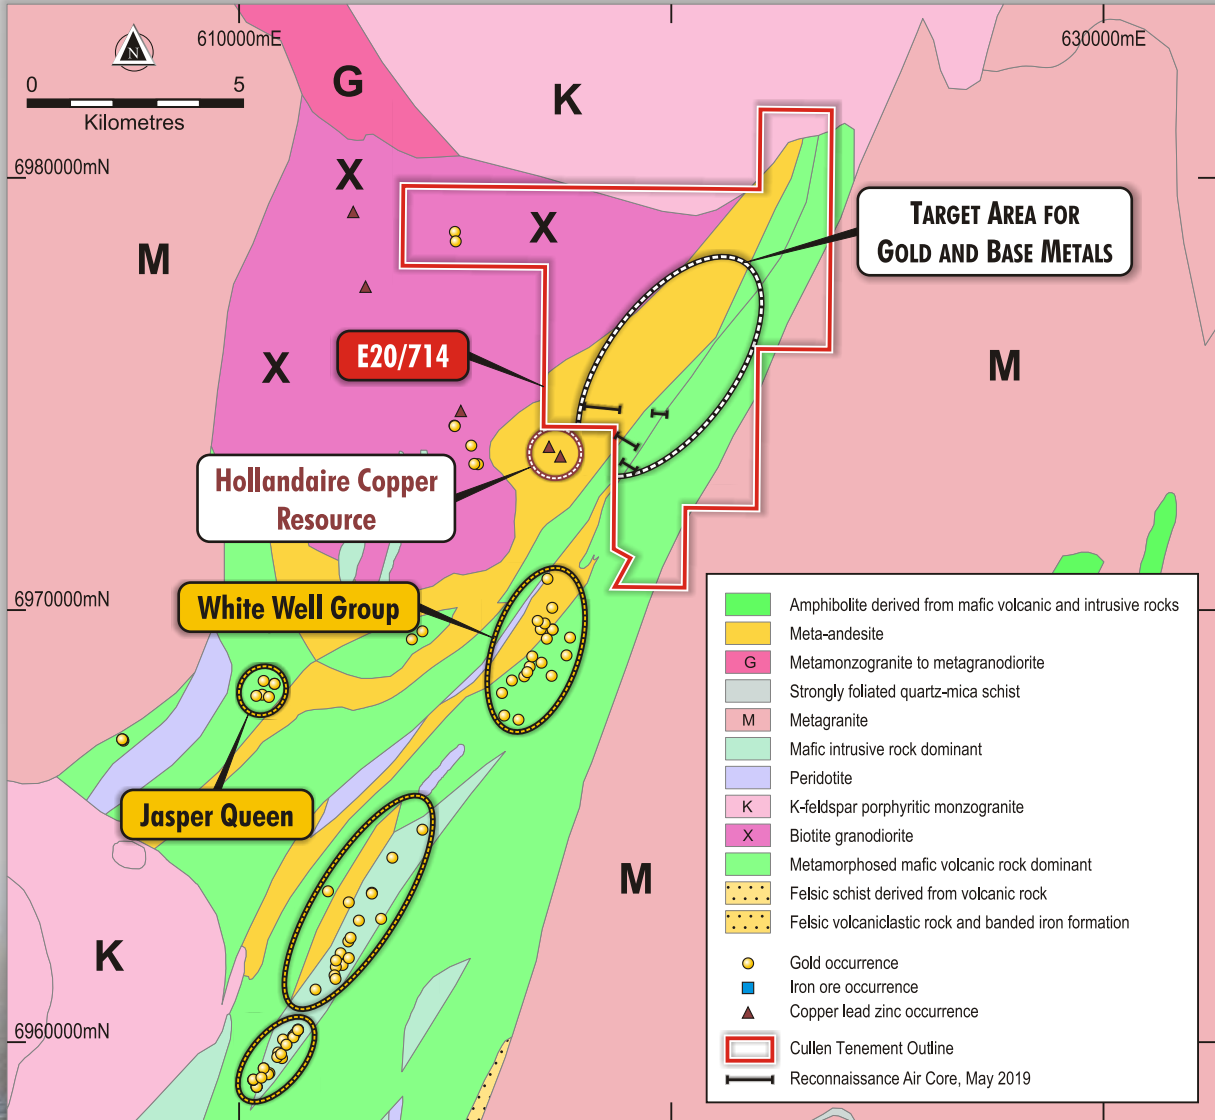 610000mE
630000mE
N
0 5
Kilometres
G
K
6980000mN
X
X
M
TARGET AREA FOR
GOLD AND BASE METALS
E20/714
X
M
Hollandaire Copper
Resource
White Well Group
6970000mN
Jasper Queen
M
K
6960000mN
Amphibolite derived from mafic volcanic and intrusive rocks
Meta-andesite
G Metamonzogranite to metagranodiorite
Strongly foliated quartz-mica schist
M Metagranite
Mafic intrusive rock dominant
Peridotite
K K-feldspar porphyritic monzogranite
X Biotite granodiorite
Metamorphosed mafic volcanic rock dominant
Felsic schist derived from volcanic rock
Felsic volcaniclastic rock and banded iron formation
Gold occurrence
Iron ore occurrence
Copper lead zinc occurrence
Cullen Tenement Outline
Reconnaissance Air Core, May 2019